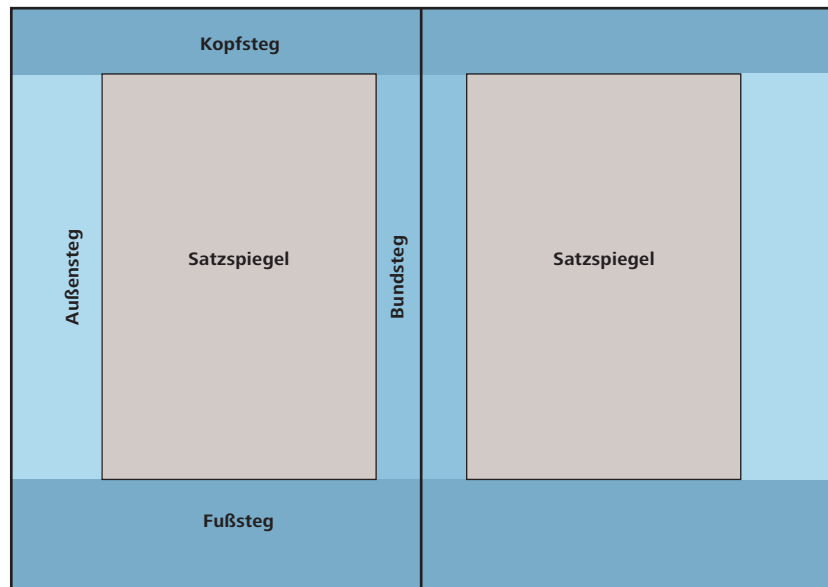 Kopfsteg
Außensteg
Satzspiegel
Bundsteg
Satzspiegel
Fußsteg